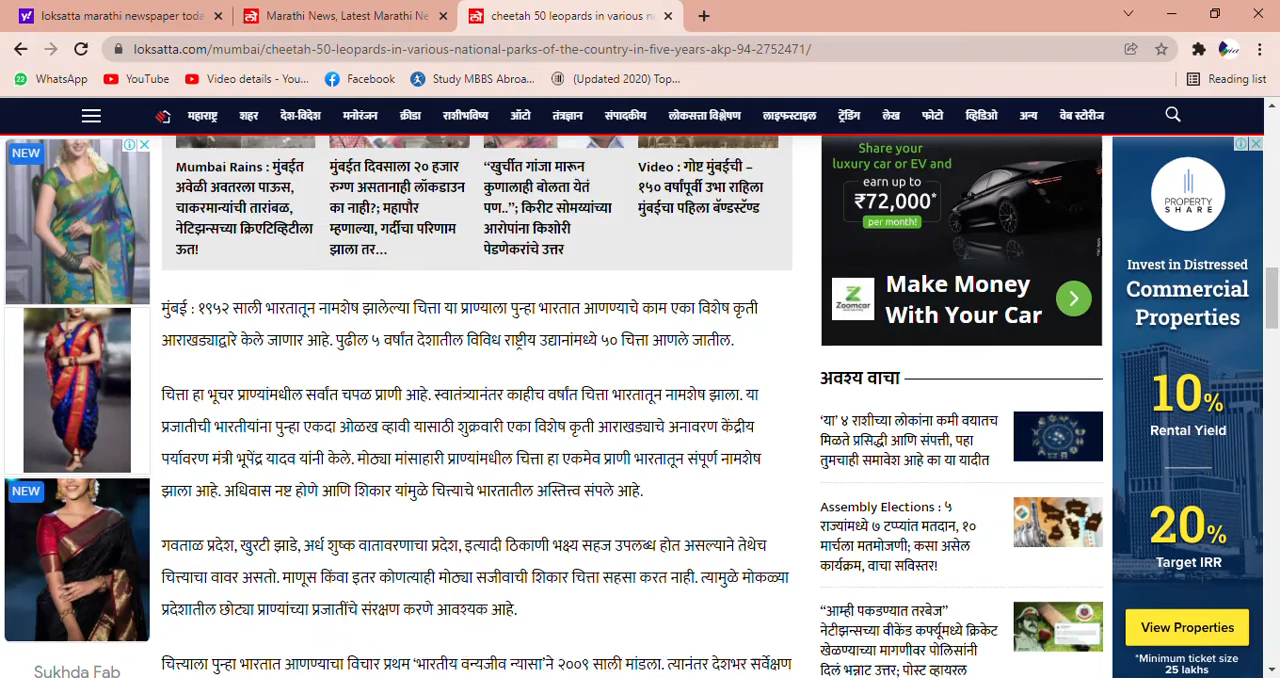 loksatta marathi newspaper toda
Marathi News, Latest Marathi Ne
cheetah 50 leopards in various na
loksatta.com/mumbai/cheetah-50-leopards-in-various-national-parks-of-the-country-in-five-years-akp-94-2752471/
WhatsApp
YouTube
Video details - You...
Facebook
Study MBBS Abroa...
(Updated 2020) Top...
Reading list
महाराष्ट्र
शहर
देश-विदेश
मनोरंजन
क्रीडा
राशीभविष्य
ऑटो
तंत्रज्ञान
संपादकीय
लोकसत्ता विश्लेषण
लाइफस्टाइल
ट्रेंडिंग
लेख
फोटो
व्हिडिओ
अन्य
वेब स्टोरीज
NEW
NEW
Sukhda Fab
Mumbai Rains : मुंबईत
अवेळी अवतरला पाऊस,
चाकरमान्यांची तारांबळ,
नेटिझन्सच्या क्रिएटिव्हिटीला
ऊत!
मुंबईत दिवसाला २० हजार
रुग्ण असतानाही लॉकडाउन
का नाही?; महापौर
म्हणाल्या, गर्दीचा परिणाम
झाला तर…
“खुर्चीत गांजा मारून
कुणालाही बोलता येतं
पण..”; किरीट सोमय्यांच्या
आरोपांना किशोरी
पेडणेकरांचे उत्तर
Video : गोष्ट मुंबईची –
१५० वर्षांपूर्वी उभा राहिला
मुंबईचा पहिला बॅण्डस्टॅण्ड
मुंबई : १९५२ साली भारतातून नामशेष झालेल्या चित्ता या प्राण्याला पुन्हा भारतात आणण्याचे काम एका विशेष कृती
आराखड्याद्वारे केले जाणार आहे. पुढील ५ वर्षांत देशातील विविध राष्ट्रीय उद्यानांमध्ये ५० चित्ता आणले जातील.
चित्ता हा भूचर प्राण्यांमधील सर्वांत चपळ प्राणी आहे. स्वातंत्र्यानंतर काहीच वर्षांत चित्ता भारतातून नामशेष झाला. या
प्रजातीची भारतीयांना पुन्हा एकदा ओळख व्हावी यासाठी शुक्रवारी एका विशेष कृती आराखड्याचे अनावरण केंद्रीय
पर्यावरण मंत्री भूपेंद्र यादव यांनी केले. मोठ्या मांसाहारी प्राण्यांमधील चित्ता हा एकमेव प्राणी भारतातून संपूर्ण नामशेष
झाला आहे. अधिवास नष्ट होणे आणि शिकार यांमुळे चित्त्याचे भारतातील अस्तित्त्व संपले आहे.
गवताळ प्रदेश, खुरटी झाडे, अर्ध शुष्क वातावरणाचा प्रदेश, इत्यादी ठिकाणी भक्ष्य सहज उपलब्ध होत असल्याने तेथेच
चित्त्याचा वावर असतो. माणूस किंवा इतर कोणत्याही मोठ्या सजीवाची शिकार चित्ता सहसा करत नाही. त्यामुळे मोकळ्या
प्रदेशातील छोट्या प्राण्यांच्या प्रजातींचे संरक्षण करणे आवश्यक आहे.
चित्त्याला पुन्हा भारतात आणण्याचा विचार प्रथम ‘भारतीय वन्यजीव न्यासा’ने २००९ साली मांडला. त्यानंतर देशभर सर्वेक्षण
Share your
luxury car or EV and
earn up to
₹72,000*
per month!
Zoomcar
Make Money
With Your Car
अवश्य वाचा
‘या’ ४ राशीच्या लोकांना कमी वयातच
मिळते प्रसिद्धी आणि संपत्ती, पहा
तुमचाही समावेश आहे का या यादीत
Assembly Elections : ५
राज्यांमध्ये ७ टप्प्यांत मतदान, १०
मार्चला मतमोजणी; कसा असेल
कार्यक्रम, वाचा सविस्तर!
“आम्ही पकडण्यात तरबेज”
नेटीझन्सच्या वीकेंड कर्फ्यूमध्ये क्रिकेट
खेळण्याच्या मागणीवर पोलिसांनी
दिलं भन्नाट उत्तर; पोस्ट व्हायरल
PROPERTY
SHARE
Invest in Distressed
Commercial
Properties
10%
Rental Yield
20%
Target IRR
View Properties
*Minimum ticket size
25 lakhs